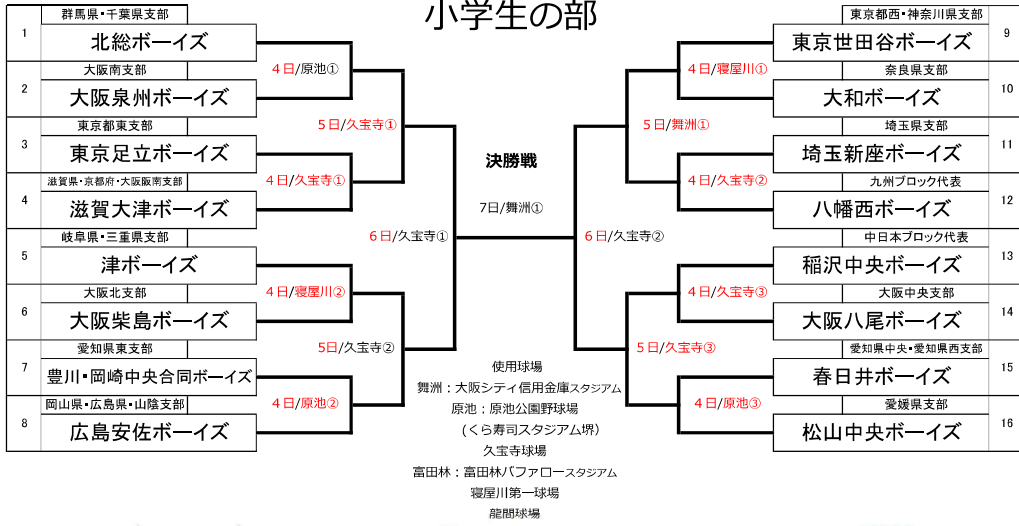 小学生の部
群馬県・千葉県支部
1
北総ボーイズ
4日/原池①
大阪南支部
2
大阪泉州ボーイズ
5日/久宝寺①
東京都東支部
3
東京足立ボーイズ
4日/久宝寺①
滋賀県・京都府・大阪阪南支部
4
滋賀大津ボーイズ
6日/久宝寺①
岐阜県・三重県支部
5
津ボーイズ
4日/寝屋川②
大阪北支部
6
大阪柴島ボーイズ
5日/久宝寺②
愛知県東支部
7
豊川・岡崎中央合同ボーイズ
4日/原池②
岡山県・広島県・山陰支部
8
広島安佐ボーイズ
決勝戦
7日/舞洲①
東京都西・神奈川県支部
9
東京世田谷ボーイズ
4日/寝屋川①
奈良県支部
10
大和ボーイズ
5日/舞洲①
埼玉県支部
11
埼玉新座ボーイズ
4日/久宝寺②
九州ブロック代表
12
八幡西ボーイズ
6日/久宝寺②
中日本ブロック代表
13
稲沢中央ボーイズ
4日/久宝寺③
大阪中央支部
14
大阪八尾ボーイズ
5日/久宝寺③
愛知県中央・愛知県西支部
15
春日井ボーイズ
4日/原池③
愛媛県支部
16
松山中央ボーイズ
使用球場
舞洲：大阪シティ信用金庫スタジアム
原池：原池公園野球場
(くら寿司スタジアム堺)
久宝寺球場
富田林：富田林バファロースタジアム
寝屋川第一球場
龍間球場